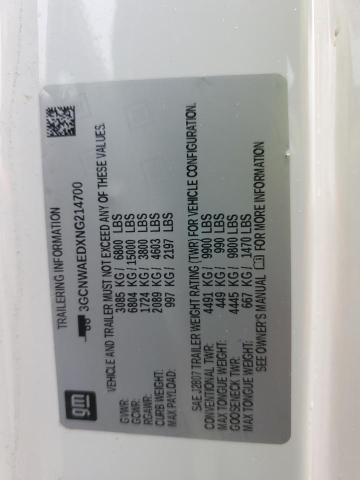 gm
TRAILERING INFORMATION
3GCNWAEDXNG214700
VEHICLE AND TRAILER MUST NOT EXCEED ANY OF THESE VALUES.
GVWR: 3085 KG/ 6800 LBS
GCWR: 6804 KG/ 15000 LBS
RGAWR: 1724 KG/ 3800 LBS
CURB WEIGHT: 2089 KG/ 4603 LBS
MAX PAYLOAD: 997 KG/ 2197 LBS
SAE J2807 TRAILER WEIGHT RATING (TWR) FOR VEHICLE CONFIGURATION.
CONVENTIONAL TWR: 4491 KG/ 9900 LBS
MAX TONGUE WEIGHT: 449 KG/ 990 LBS
GOOSENECK TWR: 4445 KG/ 9800 LBS
MAX TONGUE WEIGHT: 667 KG/ 1470 LBS
SEE OWNER'S MANUAL FOR MORE INFORMATION